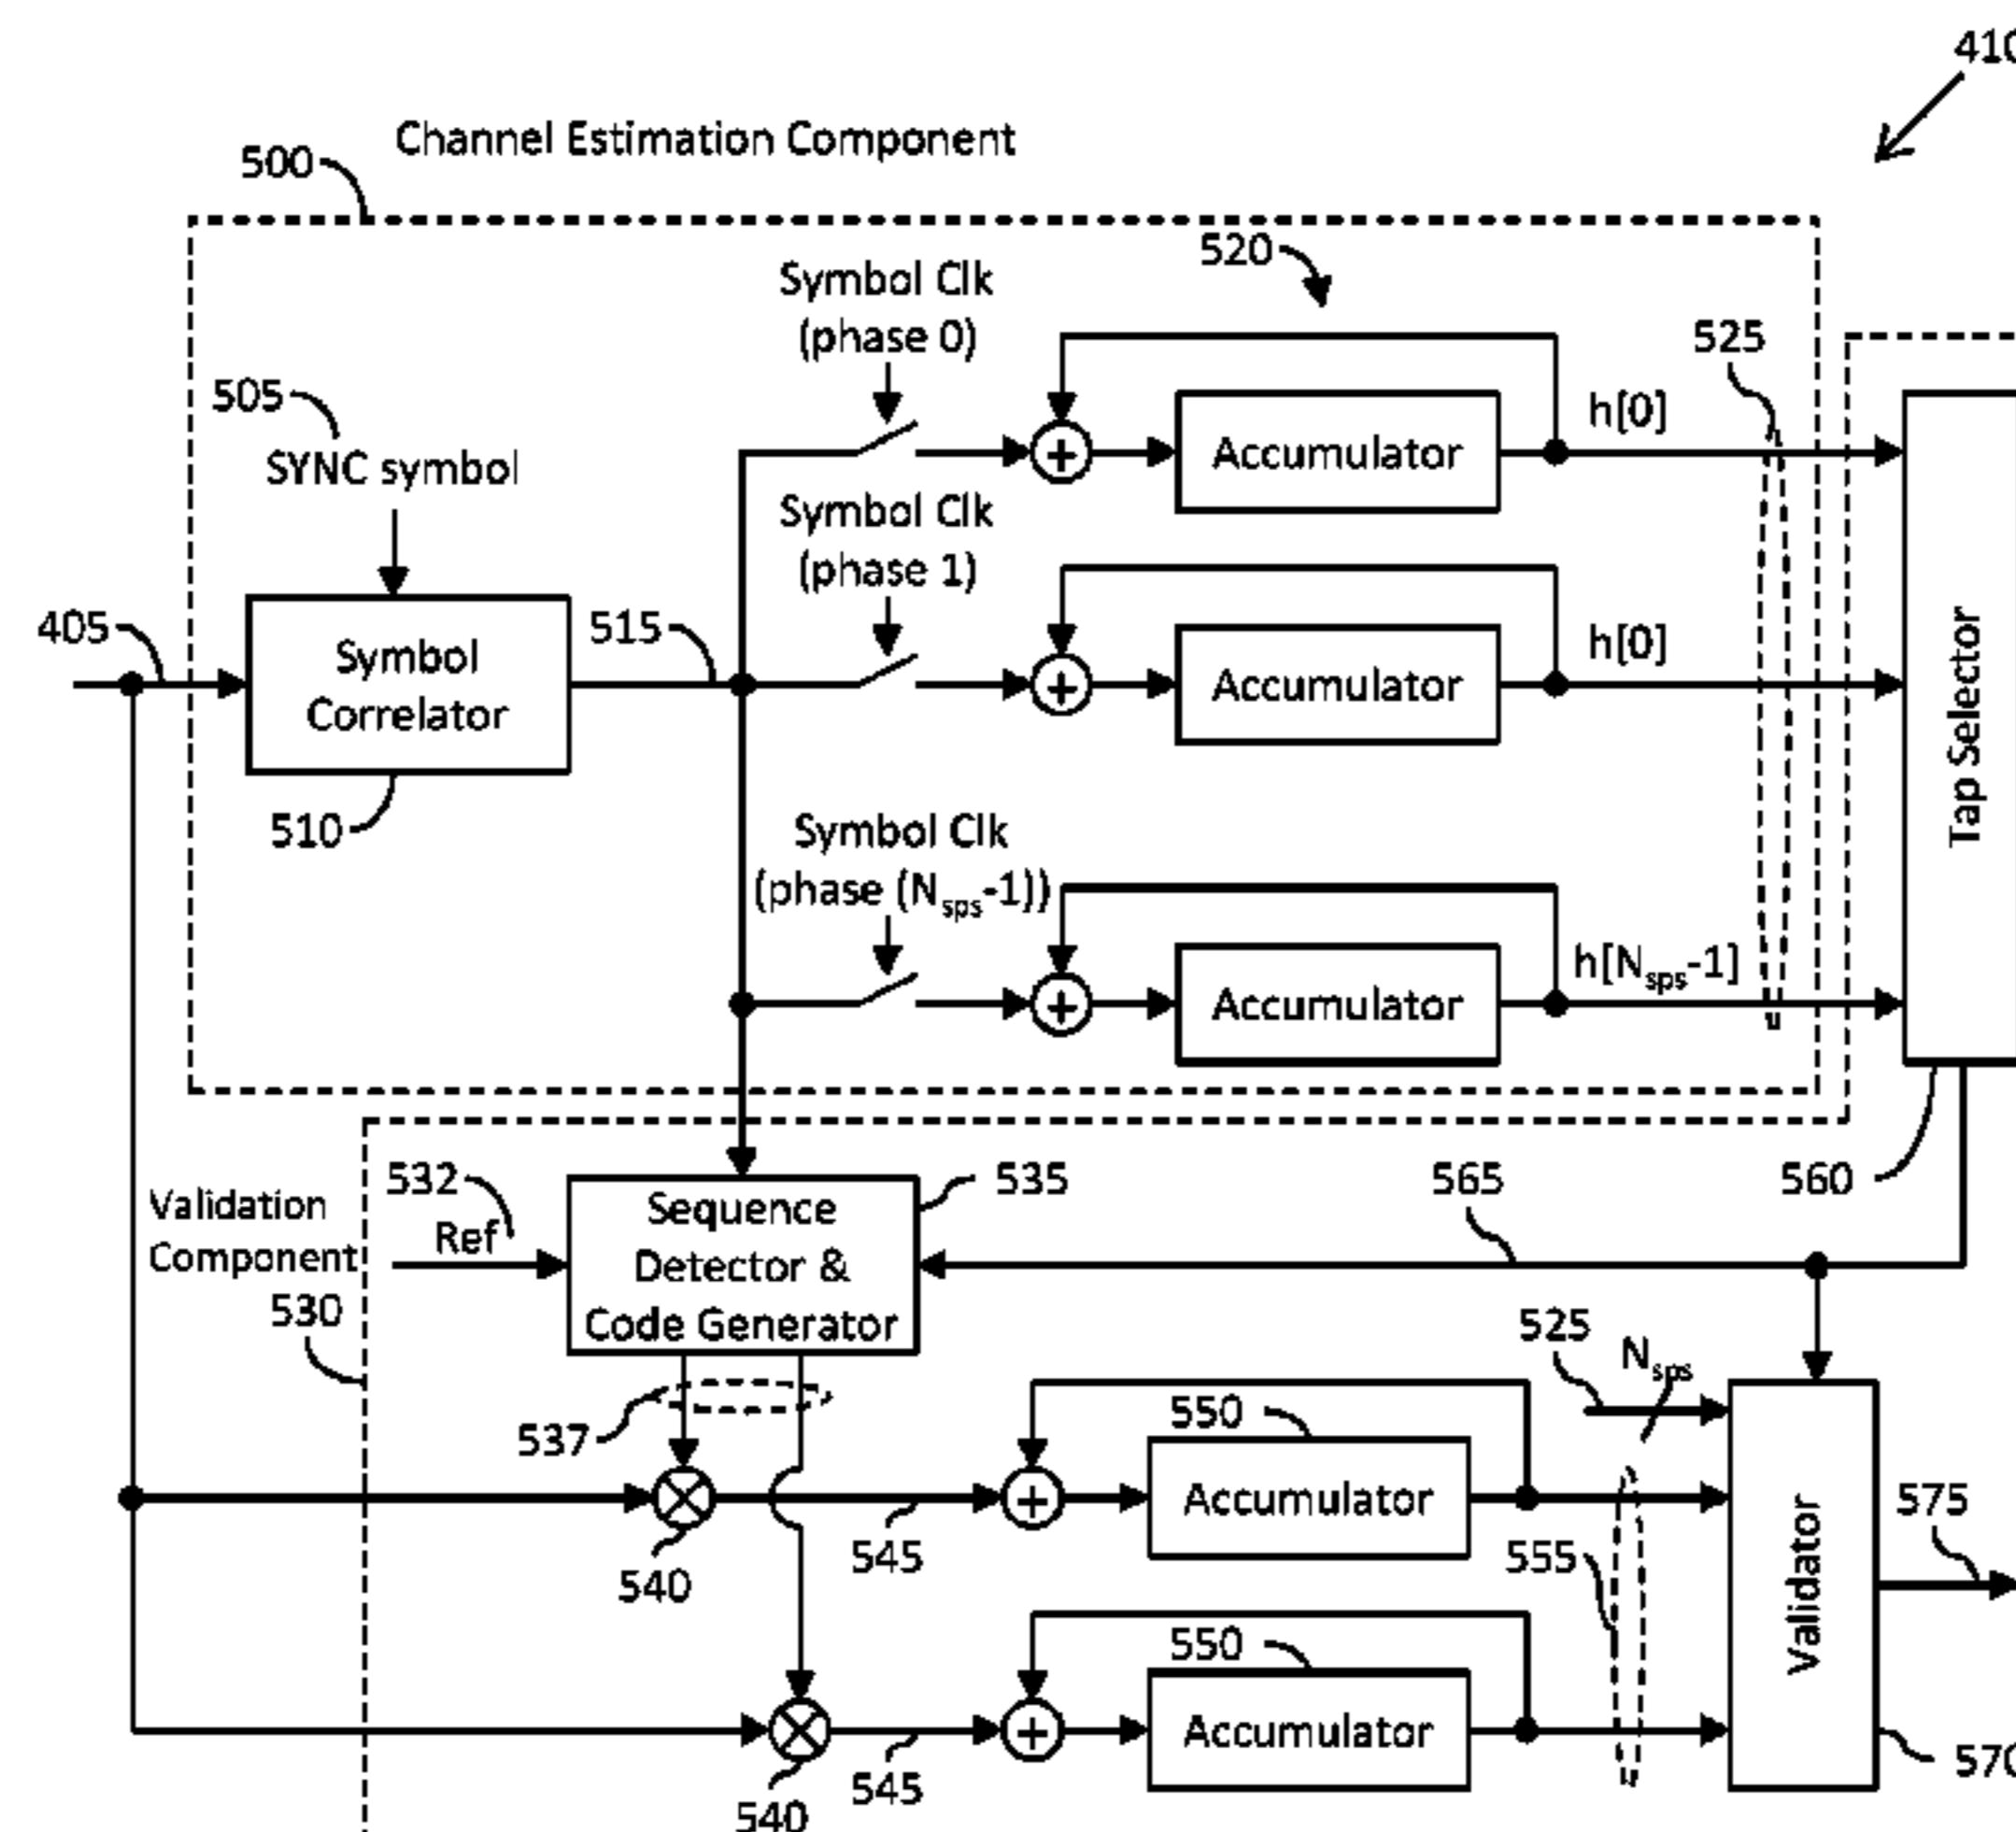 410
Channel Estimation Component
500
520
Symbol Clk
(phase 0)
525
505
SYNC symbol
h[0]
Accumulator
Symbol Clk
(phase 1)
405
Symbol
Correlator
515
h[0]
Accumulator
Tap Selector
510
Symbol Clk
(phase (Nsps-1))
h[Nsps-1]
Accumulator
Validation
Component
530
532
Ref
Sequence
Detector &
Code Generator
535
565
560
525
Nsps
537
550
Accumulator
540
545
555
575
Validator
550
Accumulator
540
545
570